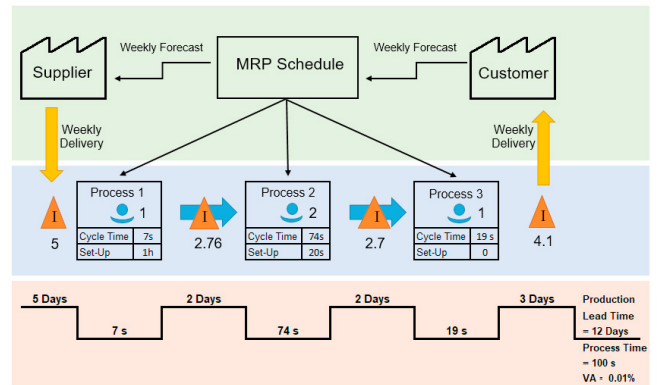 Weekly Forecast
Weekly Forecast
Supplier
MRP Schedule
Customer
Weekly
Delivery
Weekly
Delivery
Process 1
1
Cycle Time 7s
Set-Up 1h
Process 2
2
Cycle Time 74s
Set-Up 20s
Process 3
1
Cycle Time 19 s
Set-Up 0
I
5
I
2.76
I
2.7
I
4.1
5 Days
2 Days
2 Days
3 Days
7 s
74 s
19 s
Production
Lead Time
= 12 Days
Process Time
= 100 s
VA = 0.01%